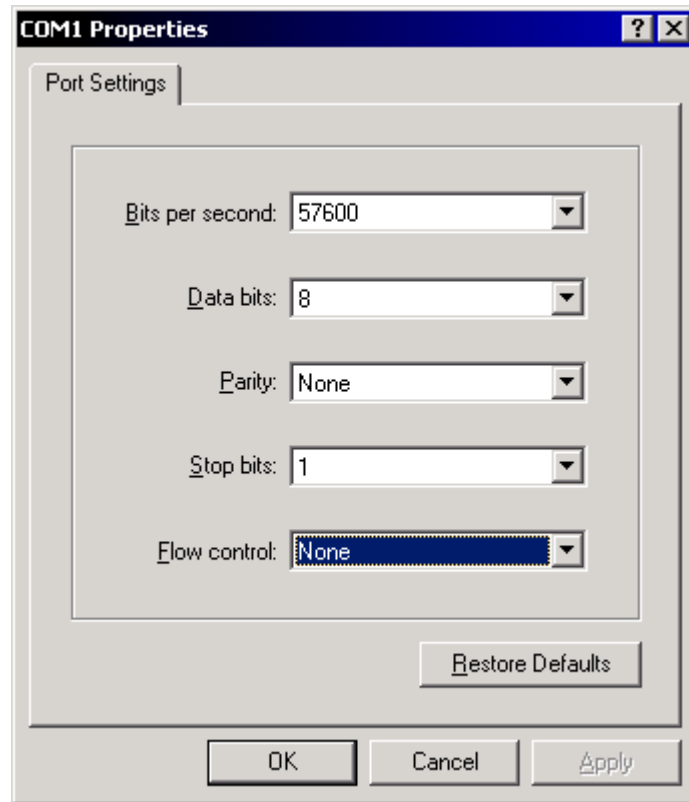 COM1 Properties
Port Settings
Bits per second: 57600
Data bits: 8
Parity: None
Stop bits: 1
Flow control: None
Restore Defaults
OK Cancel Apply